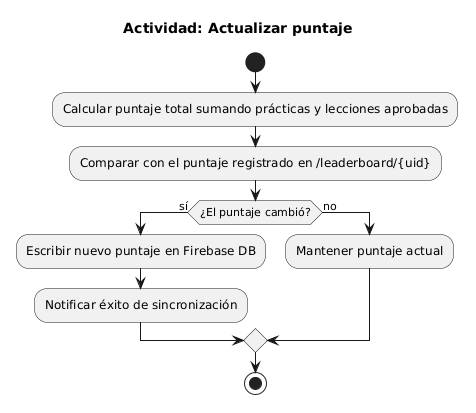 Actividad: Actualizar puntaje
Calcular puntaje total sumando prácticas y lecciones aprobadas
Comparar con el puntaje registrado en /leaderboard/{uid}
¿El puntaje cambió?
sí
no
Escribir nuevo puntaje en Firebase DB
Mantener puntaje actual
Notificar éxito de sincronización